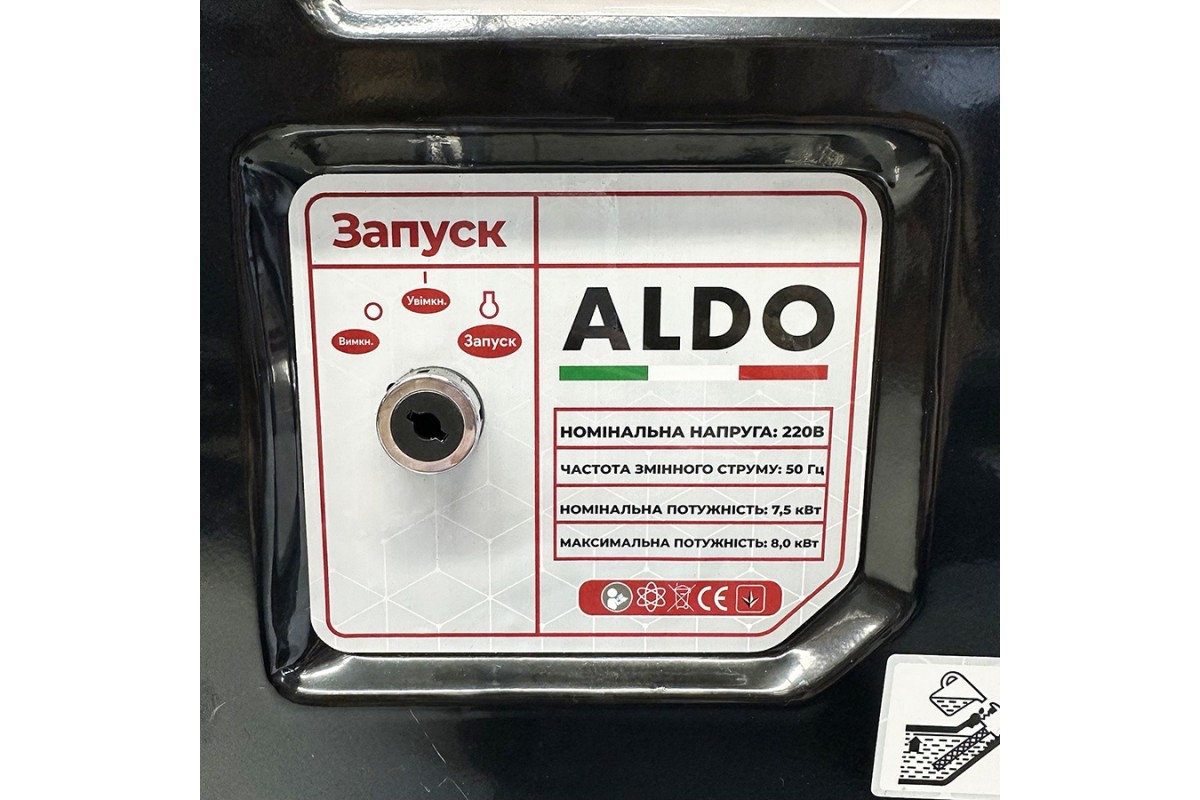 Запуск
Увімкн.
Вимкн.
Запуск
ALDO
НОМІНАЛЬНА НАПРУГА: 220В
ЧАСТОТА ЗМІННОГО СТРУМУ: 50 Гц
НОМІНАЛЬНА ПОТУЖНІСТЬ: 7,5 кВт
МАКСИМАЛЬНА ПОТУЖНІСТЬ: 8,0 кВт
CE